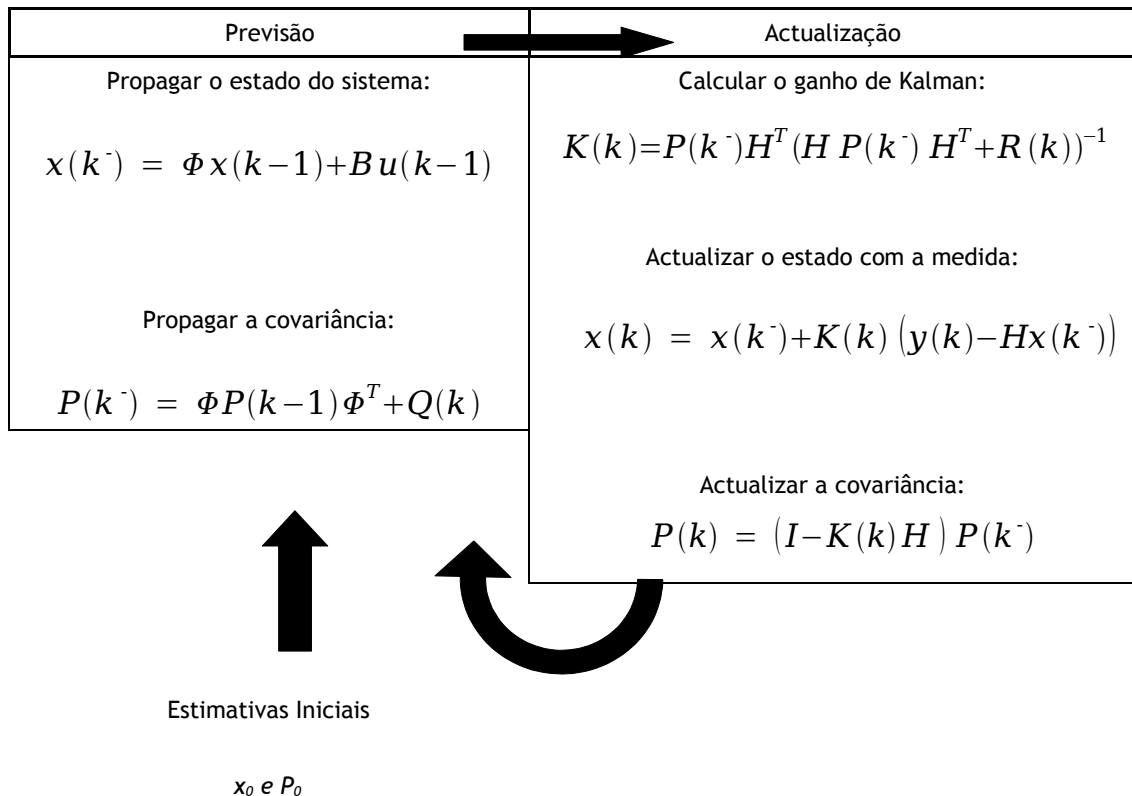 Previsão
Propagar o estado do sistema:
x(k⁻) = Φx(k−1)+Bu(k−1)
Propagar a covariância:
P(k⁻) = ΦP(k−1)Φᵀ+Q(k)
Actualização
Calcular o ganho de Kalman:
K(k)=P(k⁻)Hᵀ(H P(k⁻) Hᵀ+R(k))⁻¹
Actualizar o estado com a medida:
x(k) = x(k⁻)+K(k)(y(k)−Hx(k⁻))
Actualizar a covariância:
P(k) = (I−K(k)H)P(k⁻)
Estimativas Iniciais
x₀ e P₀